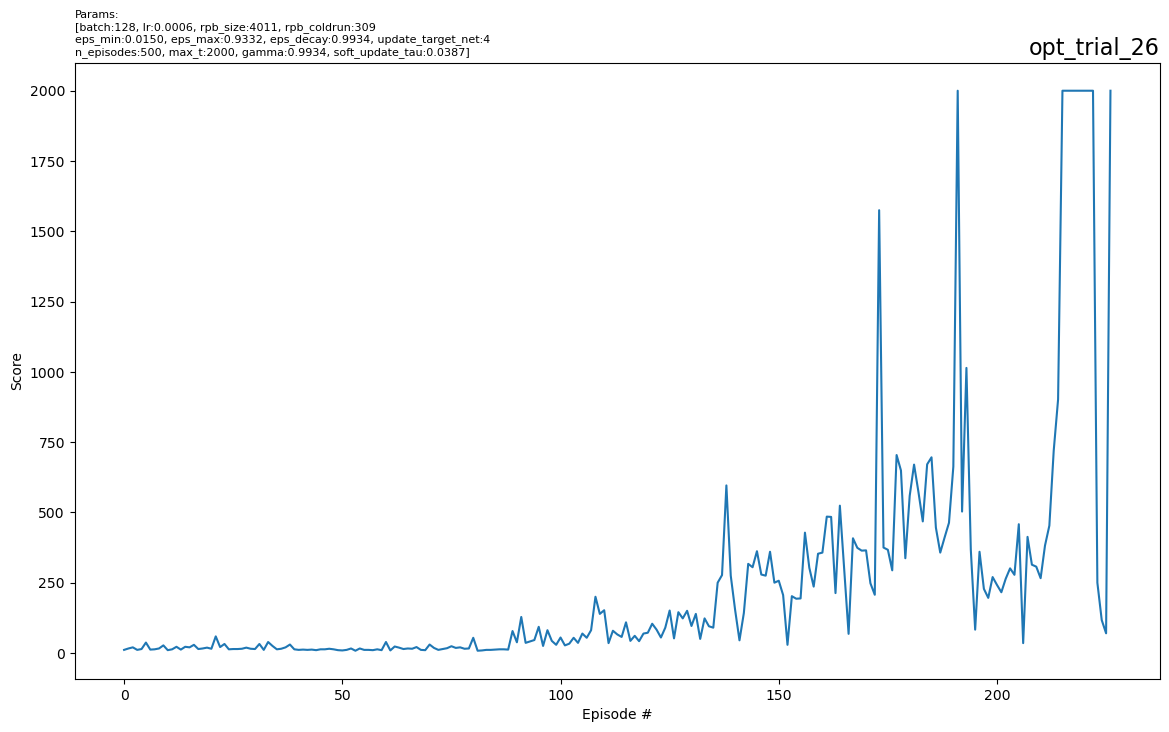 Params:
[batch:128, lr:0.0006, rpb_size:4011, rpb_coldrun:309
eps_min:0.0150, eps_max:0.9332, eps_decay:0.9934, update_target_net:4
n_episodes:500, max_t:2000, gamma:0.9934, soft_update_tau:0.0387]
opt_trial_26
2000
1750
1500
1250
1000
750
500
250
0
Score
0 50 100 150 200
Episode #